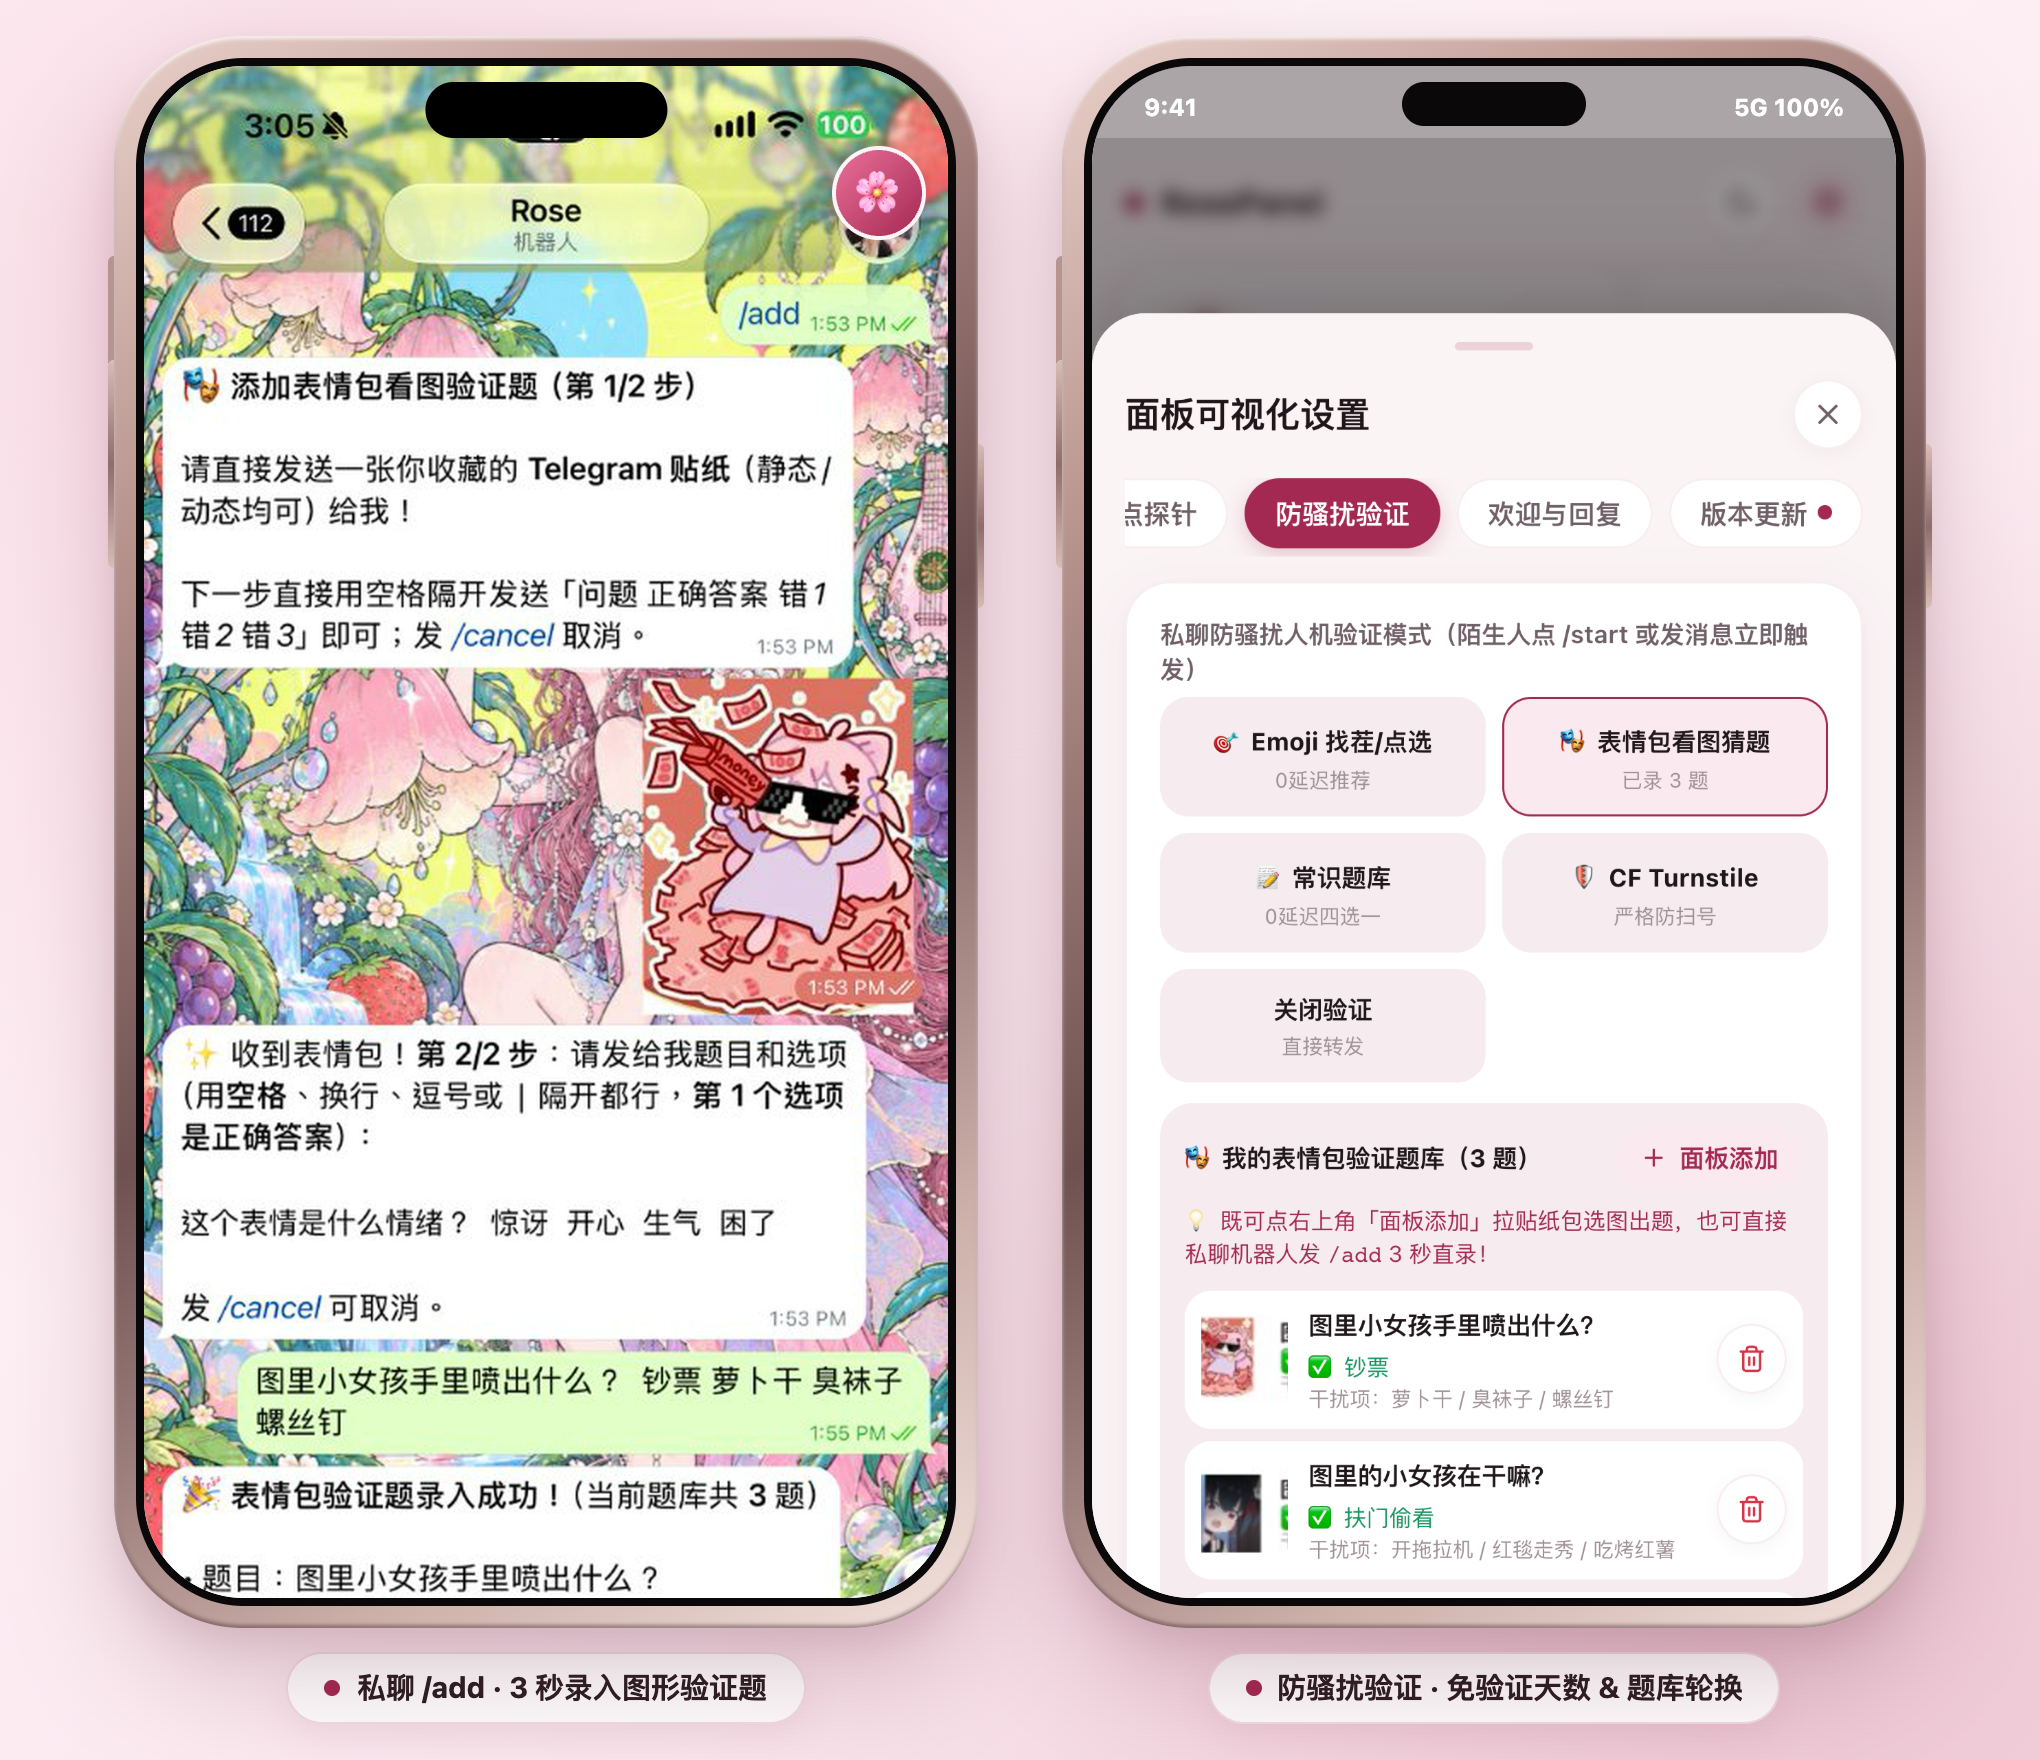 3:05
100
112
Rose
机器人
/add 1:53 PM
🎭 添加表情包看图验证题（第 1/2 步）
请直接发送一张你收藏的 Telegram 贴纸（静态/
动态均可）给我！
下一步直接用空格隔开发送「问题 正确答案 错1
错2 错3」即可；发 /cancel 取消。
1:53 PM
money
1:53 PM
✨ 收到表情包！第 2/2 步：请发给我题目和选项
（用空格、换行、逗号或 | 隔开都行，第 1 个选项
是正确答案）：
这个表情是什么情绪？ 惊讶 开心 生气 困了
发 /cancel 可取消。
1:53 PM
图里小女孩手里喷出什么？ 钞票 萝卜干 臭袜子
螺丝钉
1:55 PM
🎉 表情包验证题录入成功！（当前题库共 3 题）
• 题目：图里小女孩手里喷出什么？
私聊 /add · 3 秒录入图形验证题
9:41
5G 100%
RosePanel
面板可视化设置
点探针
防骚扰验证
欢迎与回复
版本更新
私聊防骚扰人机验证模式（陌生人点 /start 或发消息立即触
发）
🎯 Emoji 找茬/点选
0延迟推荐
🎭 表情包看图猜题
已录 3 题
📝 常识题库
0延迟四选一
🛡️ CF Turnstile
严格防扫号
关闭验证
直接转发
🎭 我的表情包验证题库（3 题）
＋ 面板添加
💡 既可点右上角「面板添加」拉贴纸包选图出题，也可直接
私聊机器人发 /add 3 秒直录！
图里小女孩手里喷出什么？
✅ 钞票
干扰项：萝卜干 / 臭袜子 / 螺丝钉
图里的小女孩在干嘛？
✅ 扶门偷看
干扰项：开拖拉机 / 红毯走秀 / 吃烤红薯
防骚扰验证 · 免验证天数 & 题库轮换